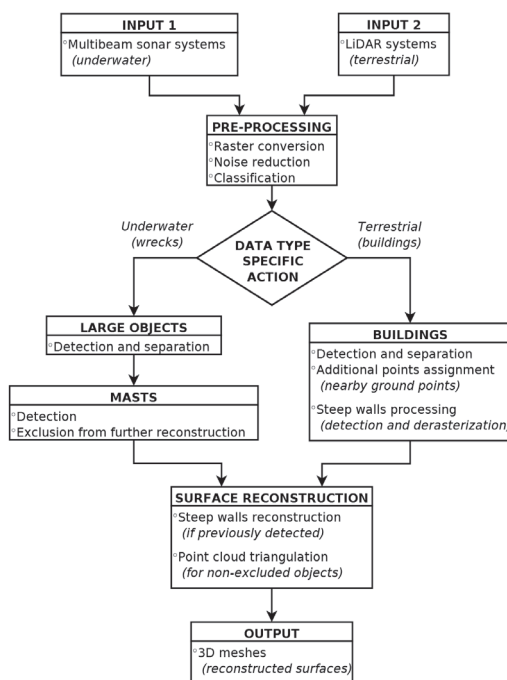 INPUT 1
°Multibeam sonar systems
(underwater)
INPUT 2
°LiDAR systems
(terrestrial)
PRE-PROCESSING
°Raster conversion
°Noise reduction
°Classification
Underwater
(wrecks)
DATA TYPE
SPECIFIC
ACTION
Terrestrial
(buildings)
LARGE OBJECTS
°Detection and separation
MASTS
°Detection
°Exclusion from further reconstruction
BUILDINGS
°Detection and separation
°Additional points assignment
(nearby ground points)
°Steep walls processing
(detection and derasterization)
SURFACE RECONSTRUCTION
°Steep walls reconstruction
(if previously detected)
°Point cloud triangulation
(for non-excluded objects)
OUTPUT
°3D meshes
(reconstructed surfaces)